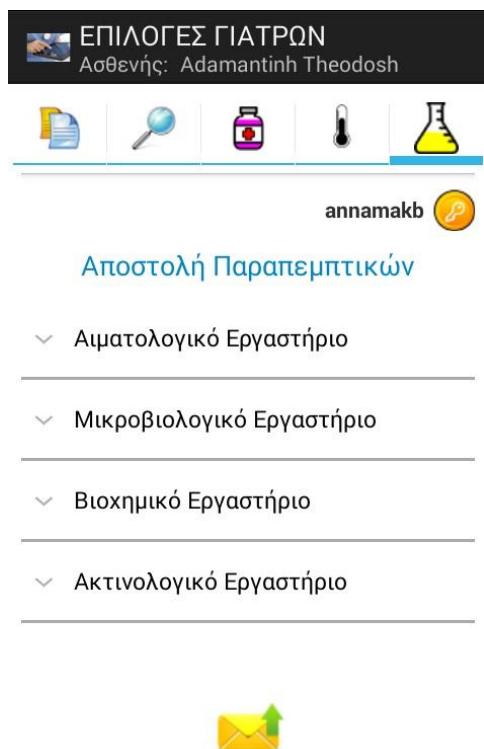 ΕΠΙΛΟΓΕΣ ΓΙΑΤΡΩΝ
Ασθενής: Adamantinh Theodosh
annamakb
Αποστολή Παραπεμπτικών
Αιματολογικό Εργαστήριο
Μικροβιολογικό Εργαστήριο
Βιοχημικό Εργαστήριο
Ακτινολογικό Εργαστήριο